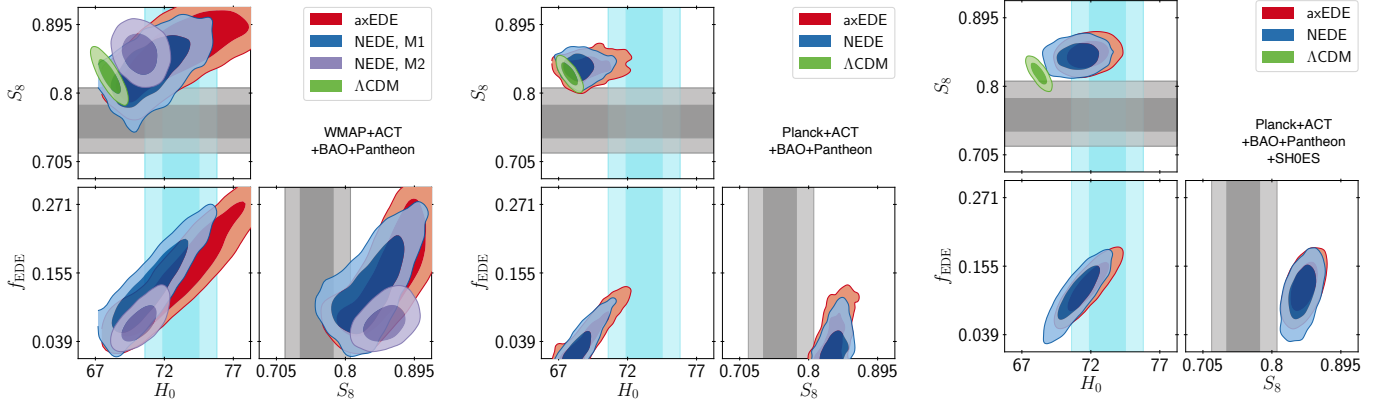 0.895
0.8
0.705
S₈
axEDE
NEDE, M1
NEDE, M2
ΛCDM
WMAP+ACT
+BAO+Pantheon
0.271
0.155
0.039
f_EDE
67 72 77
H₀
0.705 0.8 0.895
S₈
0.895
0.8
0.705
S₈
axEDE
NEDE
ΛCDM
Planck+ACT
+BAO+Pantheon
0.271
0.155
0.039
f_EDE
67 72 77
H₀
0.705 0.8 0.895
S₈
0.895
0.8
0.705
S₈
axEDE
NEDE
ΛCDM
Planck+ACT
+BAO+Pantheon
+SH0ES
0.271
0.155
0.039
f_EDE
67 72 77
H₀
0.705 0.8 0.895
S₈